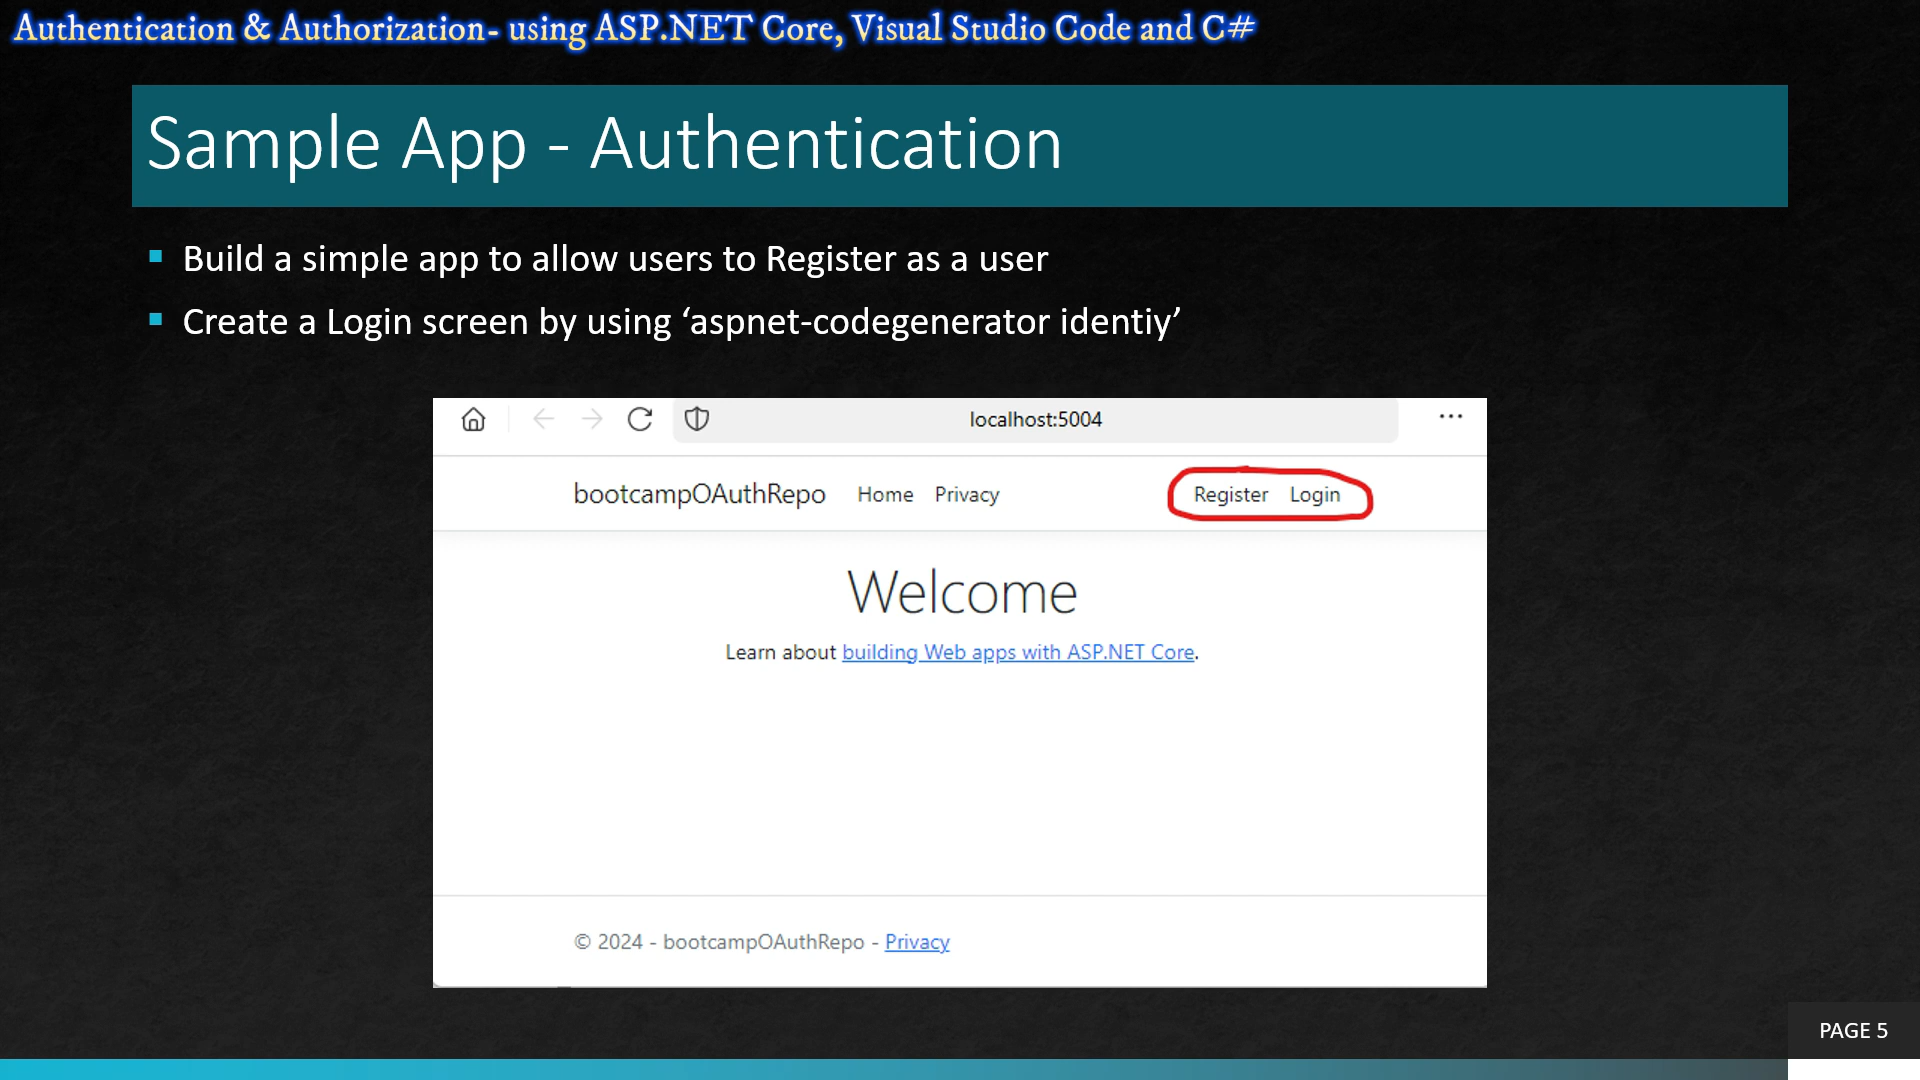 Authentication & Authorization- using ASP.NET Core, Visual Studio Code and C#
Sample App - Authentication
Build a simple app to allow users to Register as a user
Create a Login screen by using ‘aspnet-codegenerator identiy’
localhost:5004
bootcampOAuthRepo Home Privacy Register Login
Welcome
Learn about building Web apps with ASP.NET Core.
© 2024 - bootcampOAuthRepo - Privacy
PAGE 5